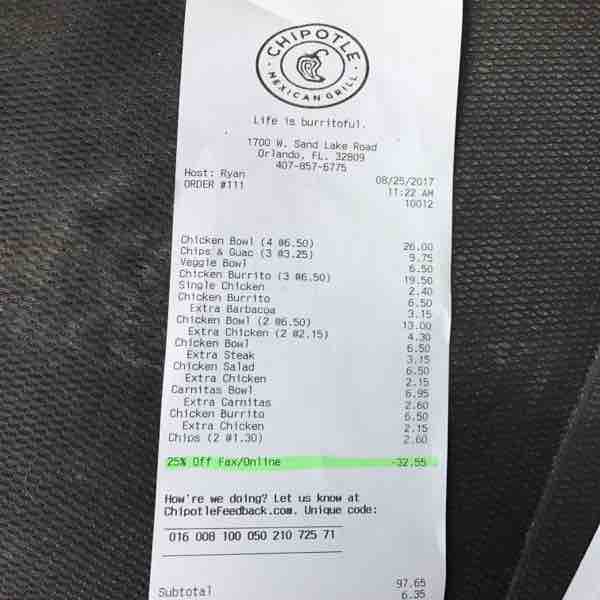 CHIPOTLE
MEXICAN GRILL
Life is burritoful.
1700 W. Sand Lake Road
Orlando, FL. 32809
407-857-6775
Host: Ryan 08/25/2017
ORDER #111 11:22 AM
10012
Chicken Bowl (4 @6.50) 26.00
Chips & Guac (3 @3.25) 9.75
Veggie Bowl 6.50
Chicken Burrito (3 @6.50) 19.50
Single Chicken 2.40
Chicken Burrito 6.50
Extra Barbacoa 3.15
Chicken Bowl (2 @6.50) 13.00
Extra Chicken (2 @2.15) 4.30
Chicken Bowl 6.50
Extra Steak 3.15
Chicken Salad 6.50
Extra Chicken 2.15
Carnitas Bowl 6.95
Extra Carnitas 2.60
Chicken Burrito 6.50
Extra Chicken 2.15
Chips (2 @1.30) 2.60
25% Off Fax/Online -32.55
How're we doing? Let us know at
ChipotleFeedback.com. Unique code:
016 008 100 050 210 725 71
Subtotal 97.65
6.35